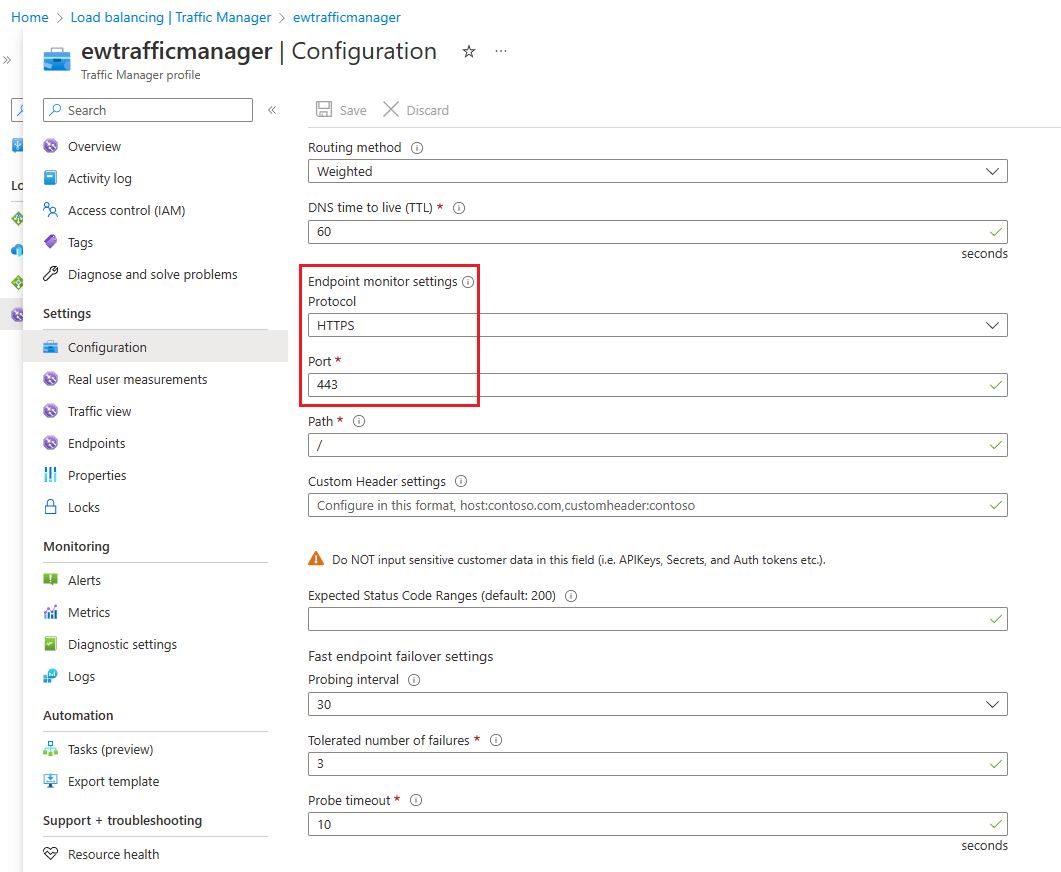 Home > Load balancing | Traffic Manager > ewtrafficmanager
ewtrafficmanager | Configuration
Traffic Manager profile
Search
Overview
Activity log
Access control (IAM)
Tags
Diagnose and solve problems
Settings
Configuration
Real user measurements
Traffic view
Endpoints
Properties
Locks
Monitoring
Alerts
Metrics
Diagnostic settings
Logs
Automation
Tasks (preview)
Export template
Support + troubleshooting
Resource health
Save Discard
Routing method
Weighted
DNS time to live (TTL) *
60
seconds
Endpoint monitor settings
Protocol
HTTPS
Port *
443
Path *
/
Custom Header settings
Configure in this format, host:contoso.com,customheader:contoso
Do NOT input sensitive customer data in this field (i.e. APIKeys, Secrets, and Auth tokens etc.).
Expected Status Code Ranges (default: 200)
Fast endpoint failover settings
Probing interval
30
Tolerated number of failures *
3
Probe timeout *
10
seconds